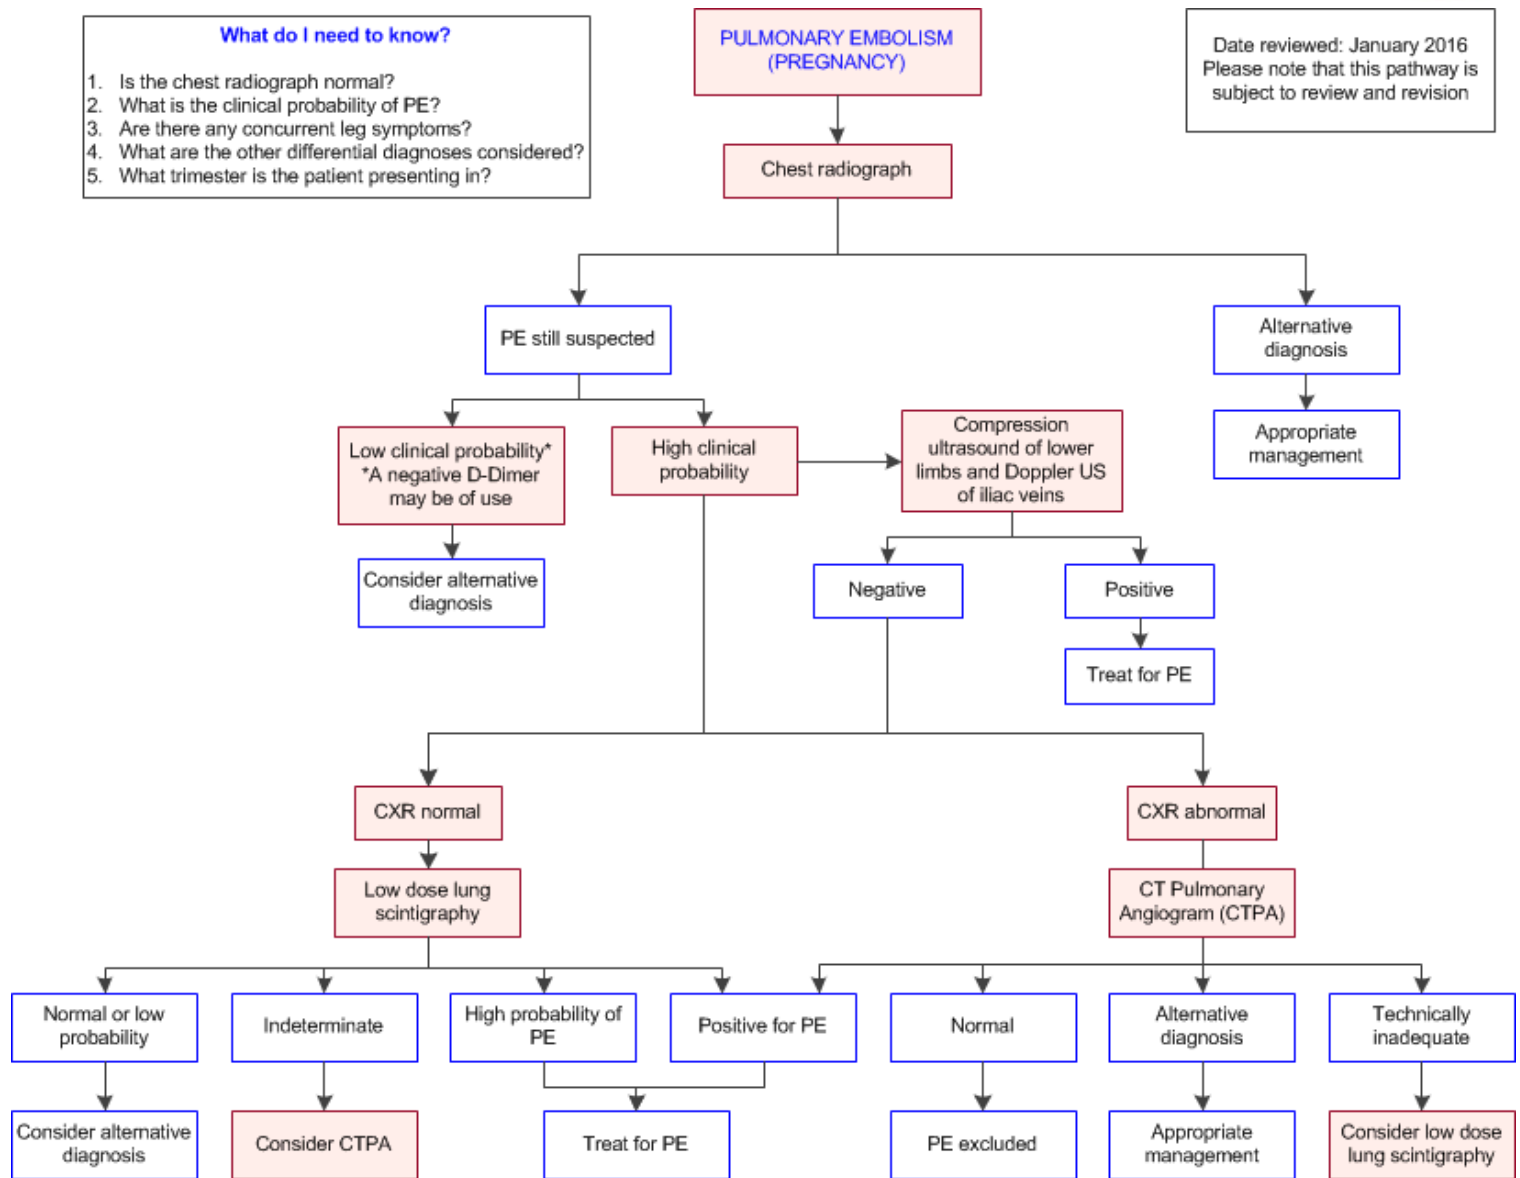 What do I need to know?
1. Is the chest radiograph normal?
2. What is the clinical probability of PE?
3. Are there any concurrent leg symptoms?
4. What are the other differential diagnoses considered?
5. What trimester is the patient presenting in?
PULMONARY EMBOLISM
(PREGNANCY)
Date reviewed: January 2016
Please note that this pathway is
subject to review and revision
Chest radiograph
PE still suspected
Alternative
diagnosis
Low clinical probability*
*A negative D-Dimer
may be of use
High clinical
probability
Compression
ultrasound of lower
limbs and Doppler US
of iliac veins
Appropriate
management
Consider alternative
diagnosis
Negative
Positive
Treat for PE
CXR normal
CXR abnormal
Low dose lung
scintigraphy
CT Pulmonary
Angiogram (CTPA)
Normal or low
probability
Indeterminate
High probability of
PE
Positive for PE
Normal
Alternative
diagnosis
Technically
inadequate
Consider alternative
diagnosis
Consider CTPA
Treat for PE
PE excluded
Appropriate
management
Consider low dose
lung scintigraphy